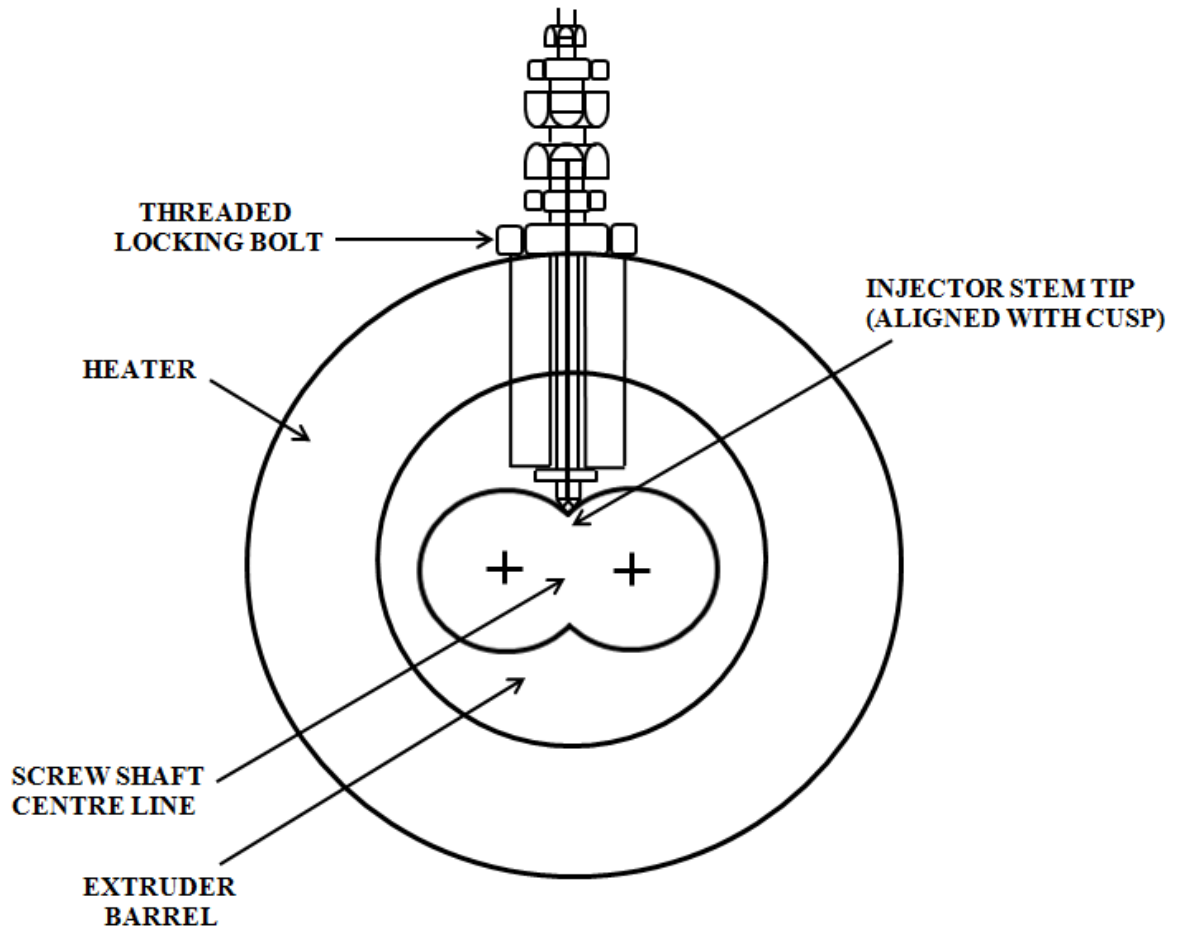 THREADED
LOCKING BOLT
INJECTOR STEM TIP
(ALIGNED WITH CUSP)
HEATER
SCREW SHAFT
CENTRE LINE
EXTRUDER
BARREL